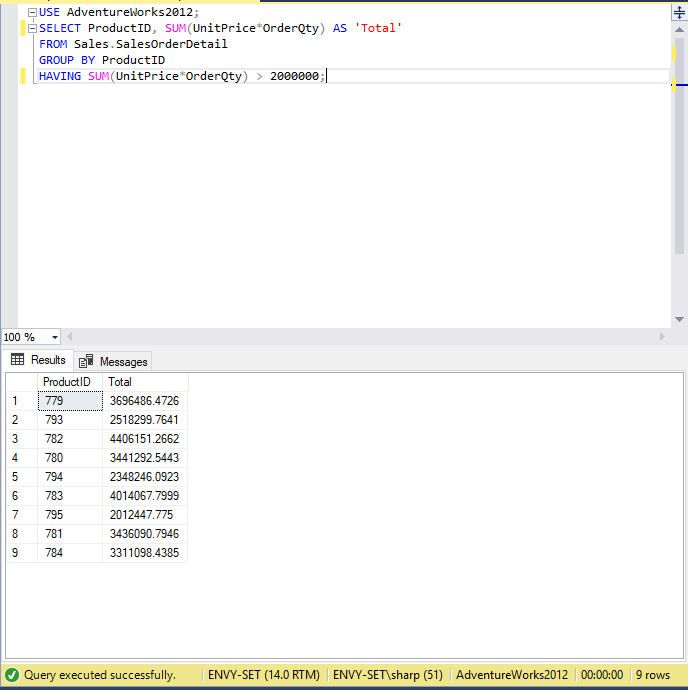 USE AdventureWorks2012;
SELECT ProductID, SUM(UnitPrice*OrderQty) AS 'Total'
FROM Sales.SalesOrderDetail
GROUP BY ProductID
HAVING SUM(UnitPrice*OrderQty) > 2000000;
100 %
Results Messages
ProductID Total
1 779 3696486.4726
2 793 2518299.7641
3 782 4406151.2662
4 780 3441292.5443
5 794 2348246.0923
6 783 4014067.7999
7 795 2012447.775
8 781 3436090.7946
9 784 3311098.4385
Query executed successfully. ENVY-SET (14.0 RTM) ENVY-SET\sharp (51) AdventureWorks2012 00:00:00 9 rows